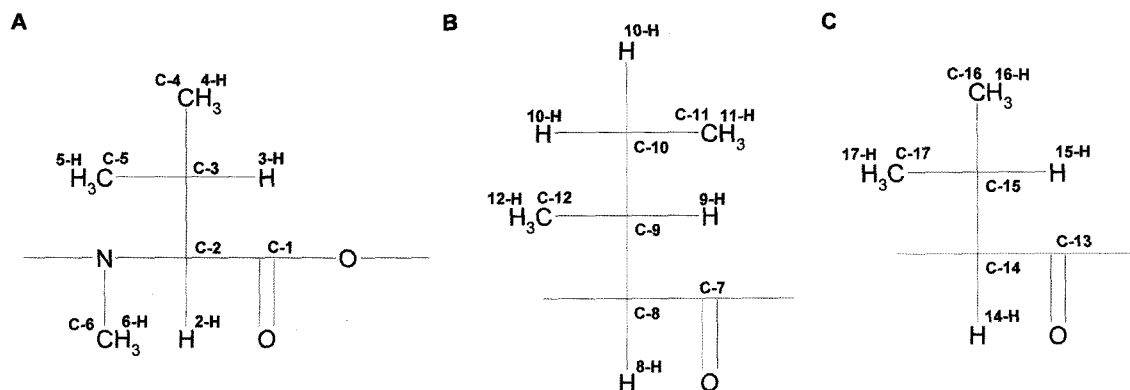 A
C-4 4-H
CH3
5-H C-5 3-H
H3C H
C-3
C-2 C-1
N O
C-6 6-H 2-H
CH3 H O
B
10-H
H
10-H C-11 11-H
H CH3
C-10
12-H C-12 9-H
H3C H
C-9
C-7
C-8
8-H
H O
C
C-16 16-H
CH3
17-H C-17 15-H
H3C H
C-15
C-13
C-14
14-H
H O